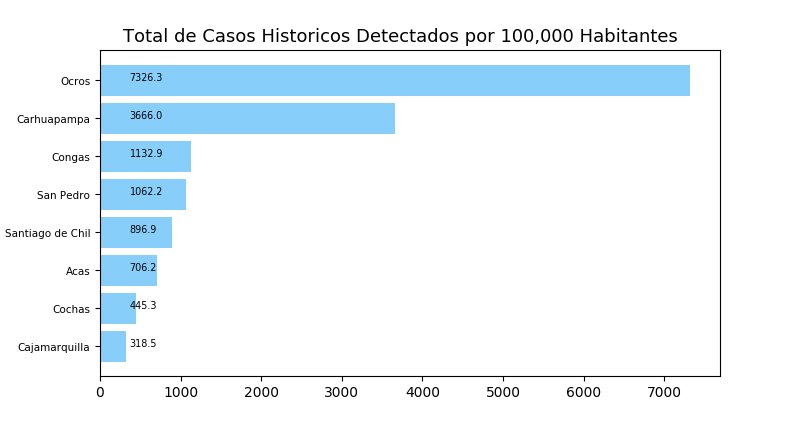 Total de Casos Historicos Detectados por 100,000 Habitantes
Ocros 7326.3
Carhuapampa 3666.0
Congas 1132.9
San Pedro 1062.2
Santiago de Chil 896.9
Acas 706.2
Cochas 445.3
Cajamarquilla 318.5
0 1000 2000 3000 4000 5000 6000 7000